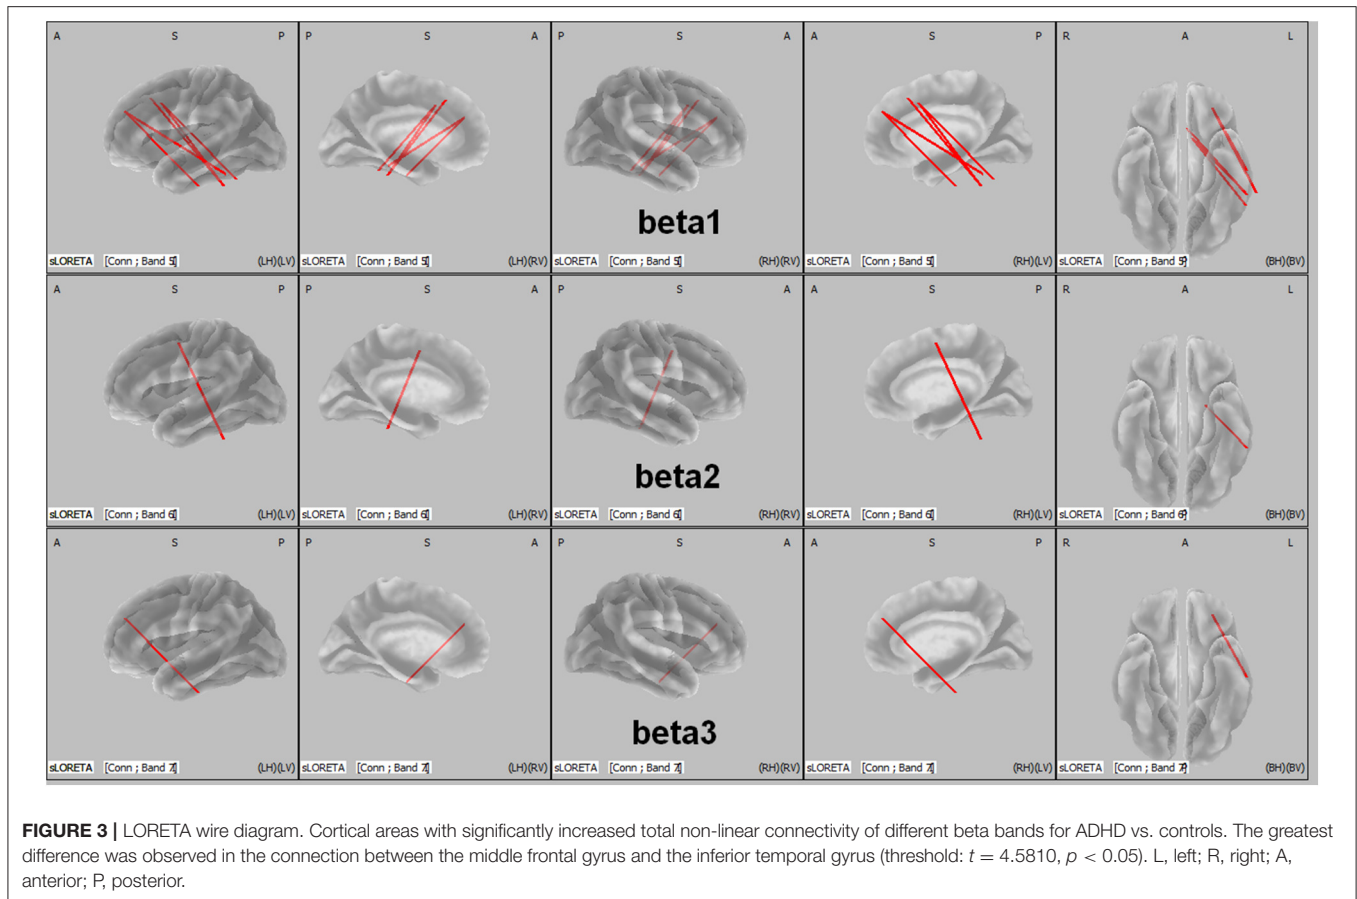 A S P P S A P S A A S P R A L
beta1
sLORETA [Conn ; Band 5] (LH)(LV) sLORETA [Conn ; Band 5] (LH)(RV) sLORETA [Conn ; Band 5] (RH)(RV) sLORETA [Conn ; Band 5] (RH)(LV) sLORETA [Conn ; Band 5] P (BH)(BV)
A S P P S A P S A A S P R A L
beta2
sLORETA [Conn ; Band 6] (LH)(LV) sLORETA [Conn ; Band 6] (LH)(RV) sLORETA [Conn ; Band 6] (RH)(RV) sLORETA [Conn ; Band 6] (RH)(LV) sLORETA [Conn ; Band 6] P (BH)(BV)
A S P P S A P S A A S P R A L
beta3
sLORETA [Conn ; Band 7] (LH)(LV) sLORETA [Conn ; Band 7] (LH)(RV) sLORETA [Conn ; Band 7] (RH)(RV) sLORETA [Conn ; Band 7] (RH)(LV) sLORETA [Conn ; Band 7] P (BH)(BV)
FIGURE 3 | LORETA wire diagram. Cortical areas with significantly increased total non-linear connectivity of different beta bands for ADHD vs. controls. The greatest
difference was observed in the connection between the middle frontal gyrus and the inferior temporal gyrus (threshold: t = 4.5810, p < 0.05). L, left; R, right; A,
anterior; P, posterior.